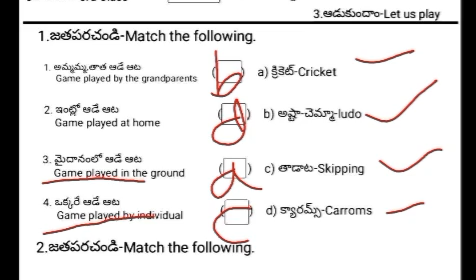 3.ఆడుకుందాం-Let us play
1.జతపరచండి-Match the following.
1. అమ్మమ్మ,తాత ఆడే ఆట ( b ) a) క్రికెట్-Cricket
Game played by the grandparents
2. ఇంట్లో ఆడే ఆట ( d ) b) అష్టా చెమ్మా-ludo
Game played at home
3. మైదానంలో ఆడే ఆట ( a ) c) తాడాట-Skipping
Game played in the ground
4. ఒక్కరే ఆడే ఆట ( c ) d) క్యారమ్స్-Carroms
Game played by individual
2.జతపరచండి-Match the following.